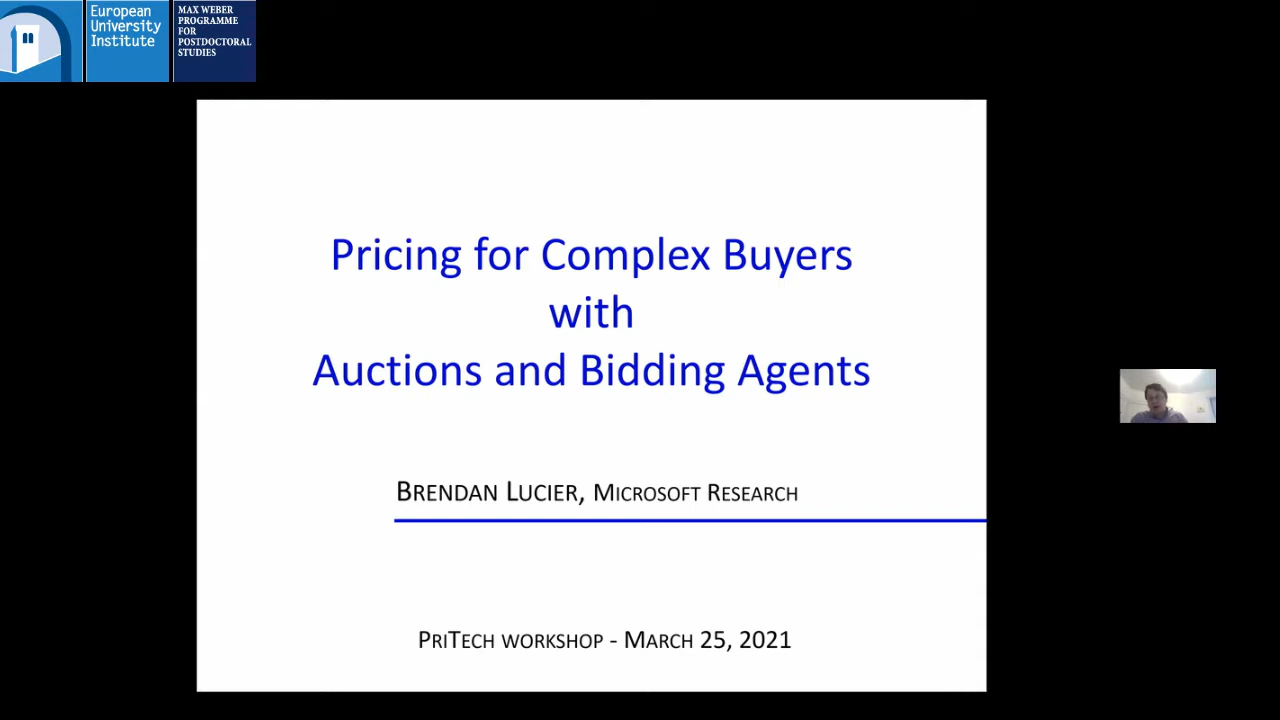 European
University
Institute
MAX WEBER
PROGRAMME
FOR
POSTDOCTORAL
STUDIES
Pricing for Complex Buyers
with
Auctions and Bidding Agents
BRENDAN LUCIER, MICROSOFT RESEARCH
PRITECH WORKSHOP - MARCH 25, 2021